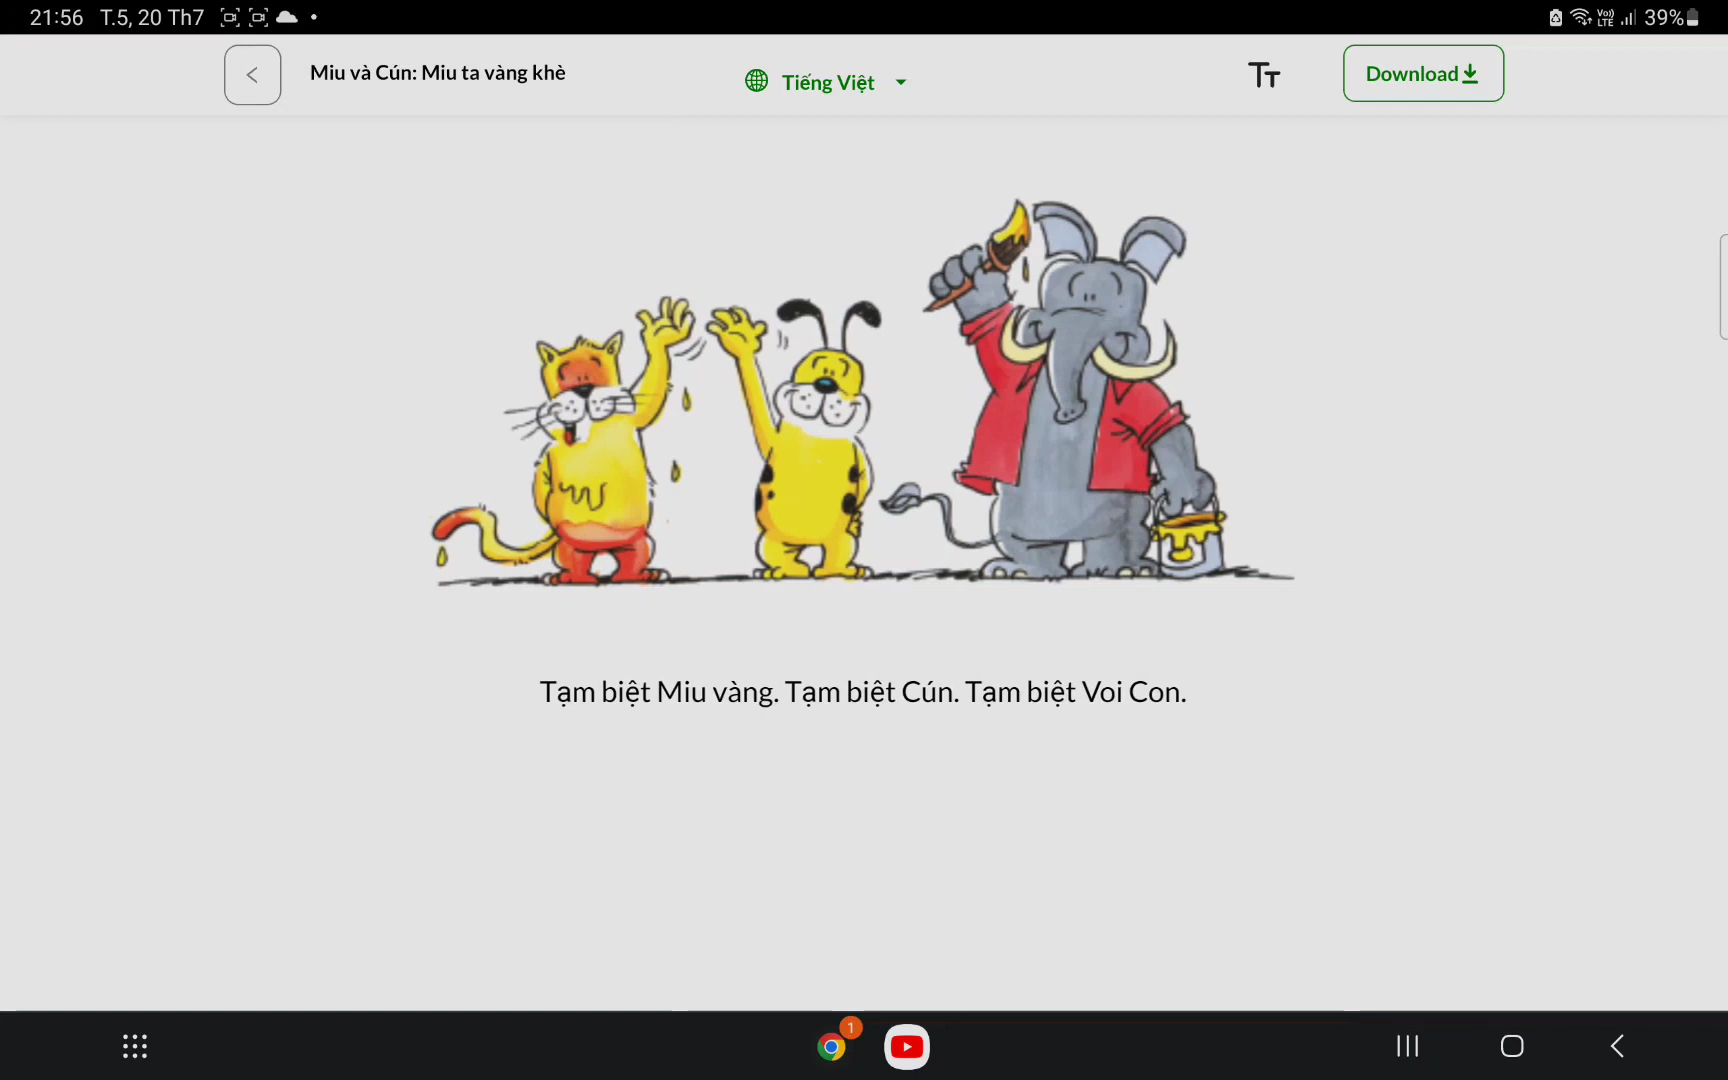 21:56 T.5, 20 Th7 39%
Miu và Cún: Miu ta vàng khè
Tiếng Việt
Tт
Download
Tạm biệt Miu vàng. Tạm biệt Cún. Tạm biệt Voi Con.
1